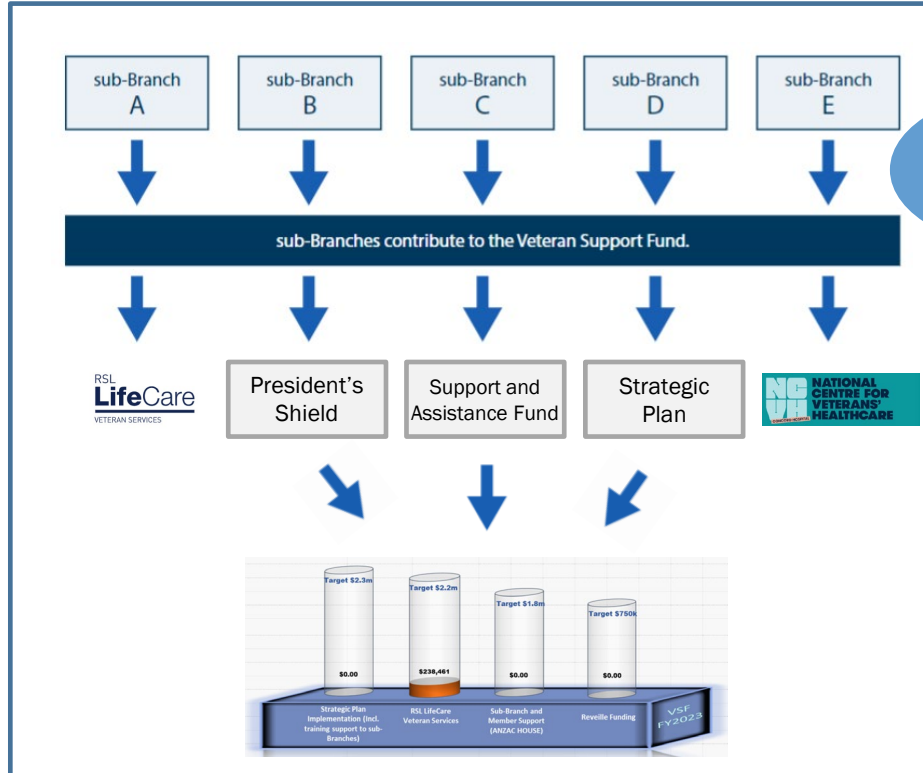 sub-Branch
A
sub-Branch
B
sub-Branch
C
sub-Branch
D
sub-Branch
E
sub-Branches contribute to the Veteran Support Fund.
RSL
LifeCare
VETERAN SERVICES
President's
Shield
Support and
Assistance Fund
Strategic
Plan
NC
VH
NATIONAL
CENTRE FOR
VETERANS'
HEALTHCARE
Target $2.3m
Target $2.2m
Target $1.8m
Target $750k
$0.00
$238,461
$0.00
$0.00
Strategic Plan
Implementation (Incl.
training support to sub-
Branches)
RSL LifeCare
Veteran Services
Sub-Branch and
Member Support
(ANZAC HOUSE)
Reveille Funding
VSF
FY2023